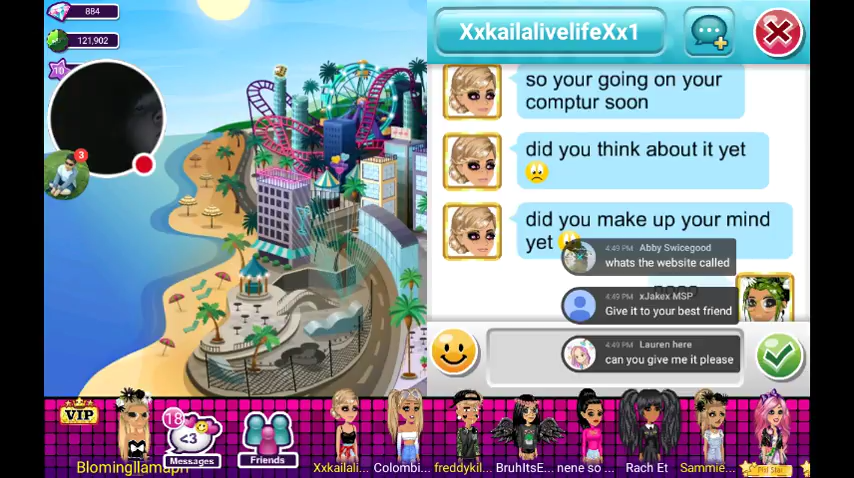 884
121,902
10
3
XxkailalivelifeXx1
so your going on your
comptur soon
did you think about it yet
did you make up your mind
yet
4:49 PM Abby Swicegood
whats the website called
4:49 PM xJakex MSP
Give it to your best friend
4:49 PM Lauren here
can you give me it please
VIP
18
<3
Messages
Friends
Blomingllamapn
Xxkailali...
Colombi...
freddykil...
BruhItsE...
nene so ...
Rach Et
Sammie...
Star